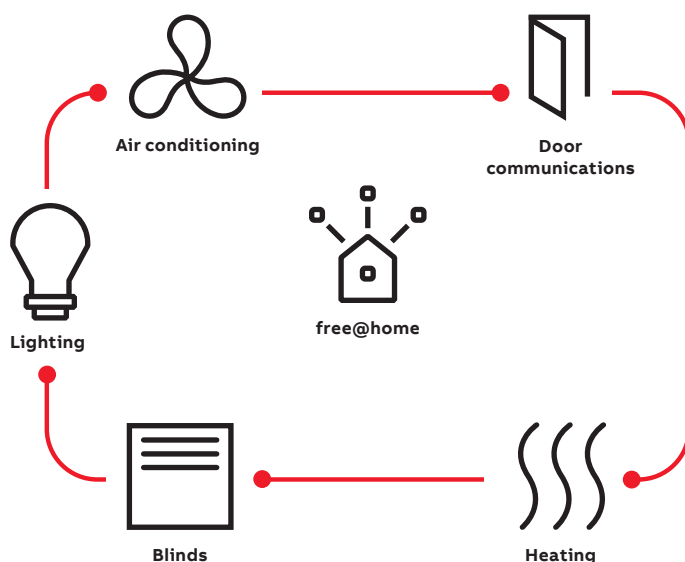 Air conditioning
Door
communications
free@home
Lighting
Blinds
Heating